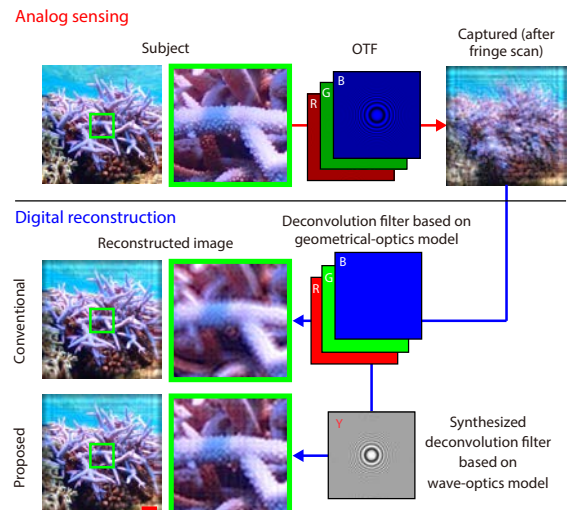 Analog sensing
Subject
OTF
Captured (after
fringe scan)
R
G
B
Digital reconstruction
Reconstructed image
Deconvolution filter based on
geometrical-optics model
Conventional
R
G
B
Proposed
Y
Synthesized
deconvolution filter
based on
wave-optics model